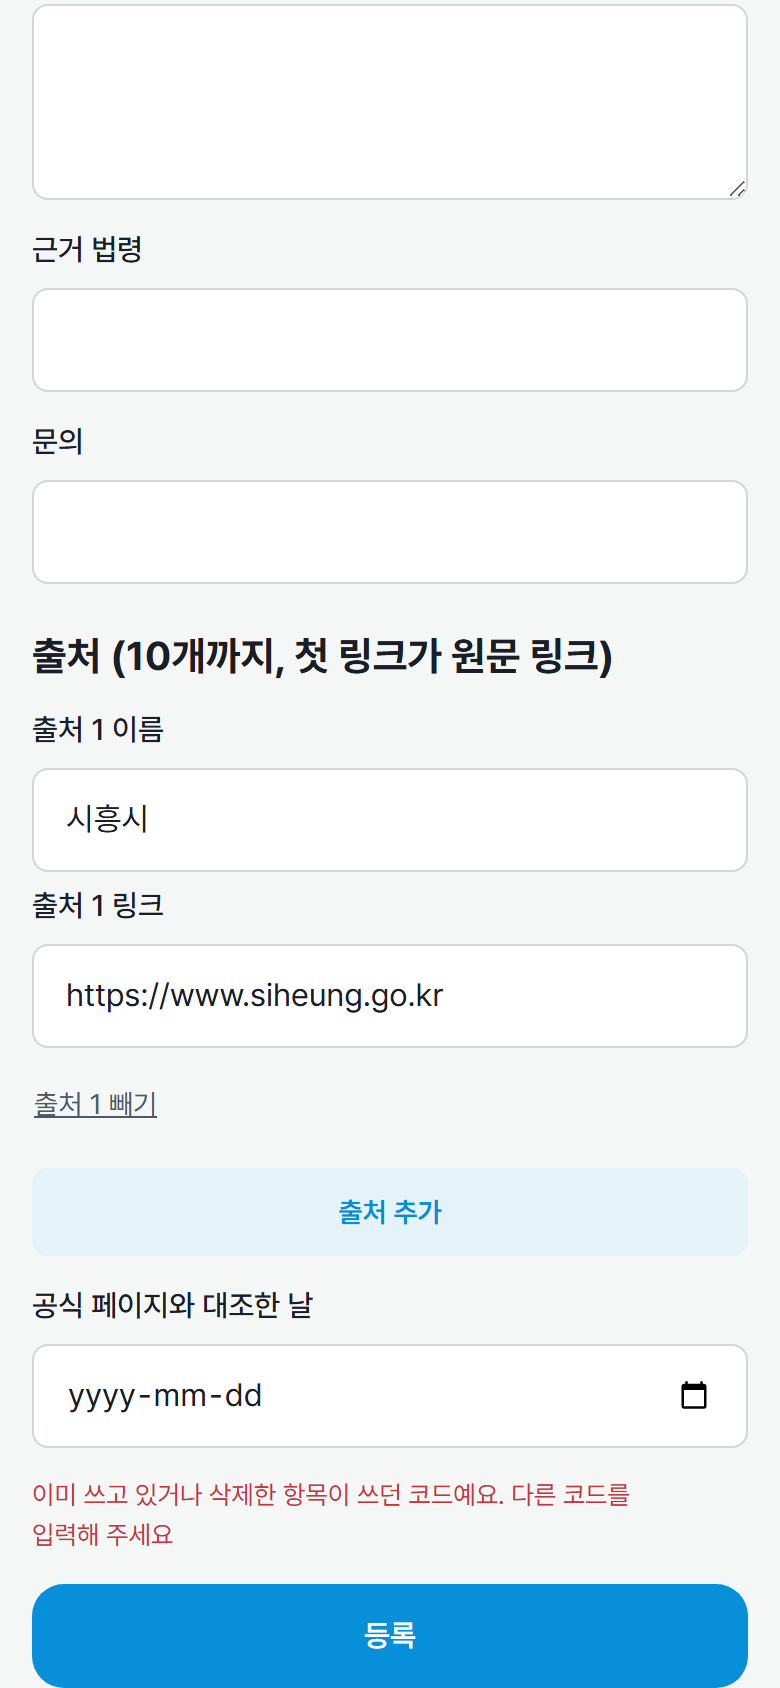 근거 법령
문의
출처 (10개까지, 첫 링크가 원문 링크)
출처 1 이름
시흥시
출처 1 링크
https://www.siheung.go.kr
출처 1 빼기
출처 추가
공식 페이지와 대조한 날
yyyy-mm-dd
이미 쓰고 있거나 삭제한 항목이 쓰던 코드예요. 다른 코드를
입력해 주세요
등록